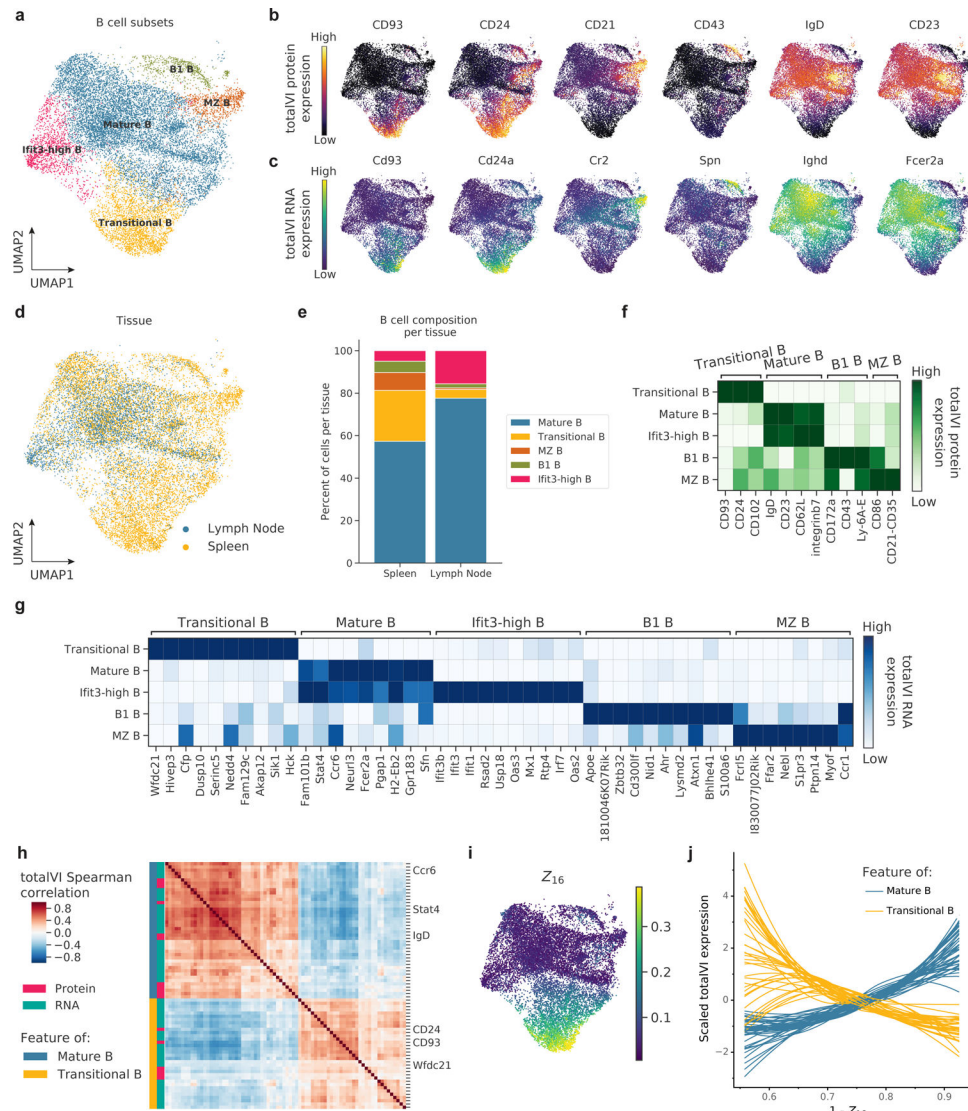 a
B cell subsets
B1 B
MZ B
Mature B
Ifit3-high B
Transitional B
UMAP2
UMAP1
b
CD93 CD24 CD21 CD43 IgD CD23
totalVI protein
expression
High
Low
c
Cd93 Cd24a Cr2 Spn Ighd Fcer2a
totalVI RNA
expression
High
Low
d
Tissue
Lymph Node
Spleen
UMAP2
UMAP1
e
B cell composition
per tissue
Percent of cells per tissue
100
80
60
40
20
0
Spleen Lymph Node
Mature B
Transitional B
MZ B
B1 B
Ifit3-high B
f
Transitional B Mature B B1 B MZ B
Transitional B
Mature B
Ifit3-high B
B1 B
MZ B
CD93
CD24
CD102
IgD
CD23
CD62L
integrinb7
CD172a
CD43
Ly-6A-E
CD86
CD21-CD35
High
Low
totalVI protein
expression
g
Transitional B Mature B Ifit3-high B B1 B MZ B
Transitional B
Mature B
Ifit3-high B
B1 B
MZ B
Wfdc21
Hivep3
Cfp
Dusp10
Serinc5
Nedd4
Fam129c
Akap12
Sik1
Hck
Fam101b
Stat4
Ccr6
Neurl3
Fcer2a
Pgap1
H2-Eb2
Gpr183
Sfn
Ifit3b
Ifit3
Ifit1
Rsad2
Usp18
Oas3
Mx1
Rtp4
Irf7
Oas2
Apoe
1810046K07Rik
Zbtb32
Cd300lf
Nid1
Ahr
Lysmd2
Atxn1
Bhlhe41
S100a6
Fcrl5
I830077J02Rik
Ffar2
Nebl
S1pr3
Ptpn14
Myof
Ccr1
High
Low
totalVI RNA
expression
h
totalVI Spearman
correlation
0.8
0.4
0.0
−0.4
−0.8
Protein
RNA
Feature of:
Mature B
Transitional B
Ccr6
Stat4
IgD
CD24
CD93
Wfdc21
i
Z16
0.3
0.2
0.1
j
Feature of:
Mature B
Transitional B
Scaled totalVI expression
4
2
0
−2
0.6 0.7 0.8 0.9